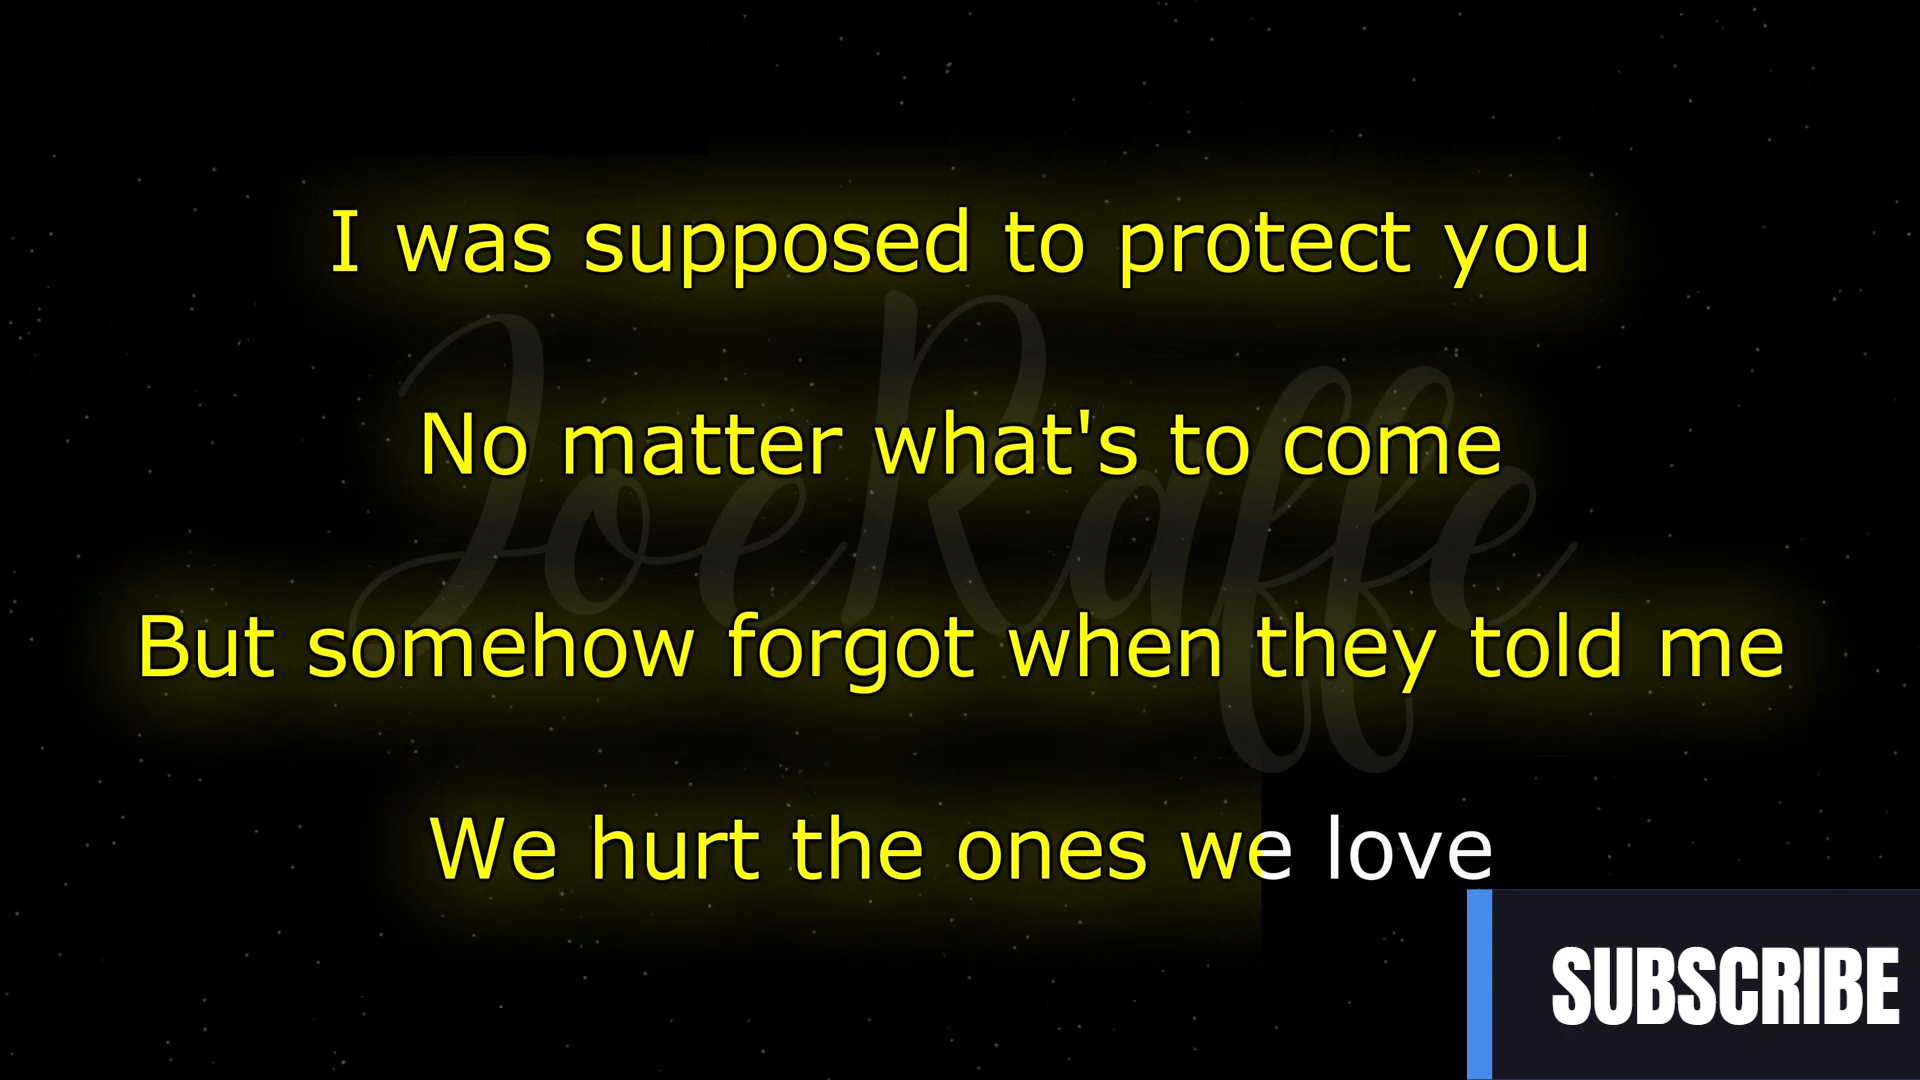 I was supposed to protect you
No matter what's to come
JoeRaffe
But somehow forgot when they told me
We hurt the ones we love
SUBSCRIBE